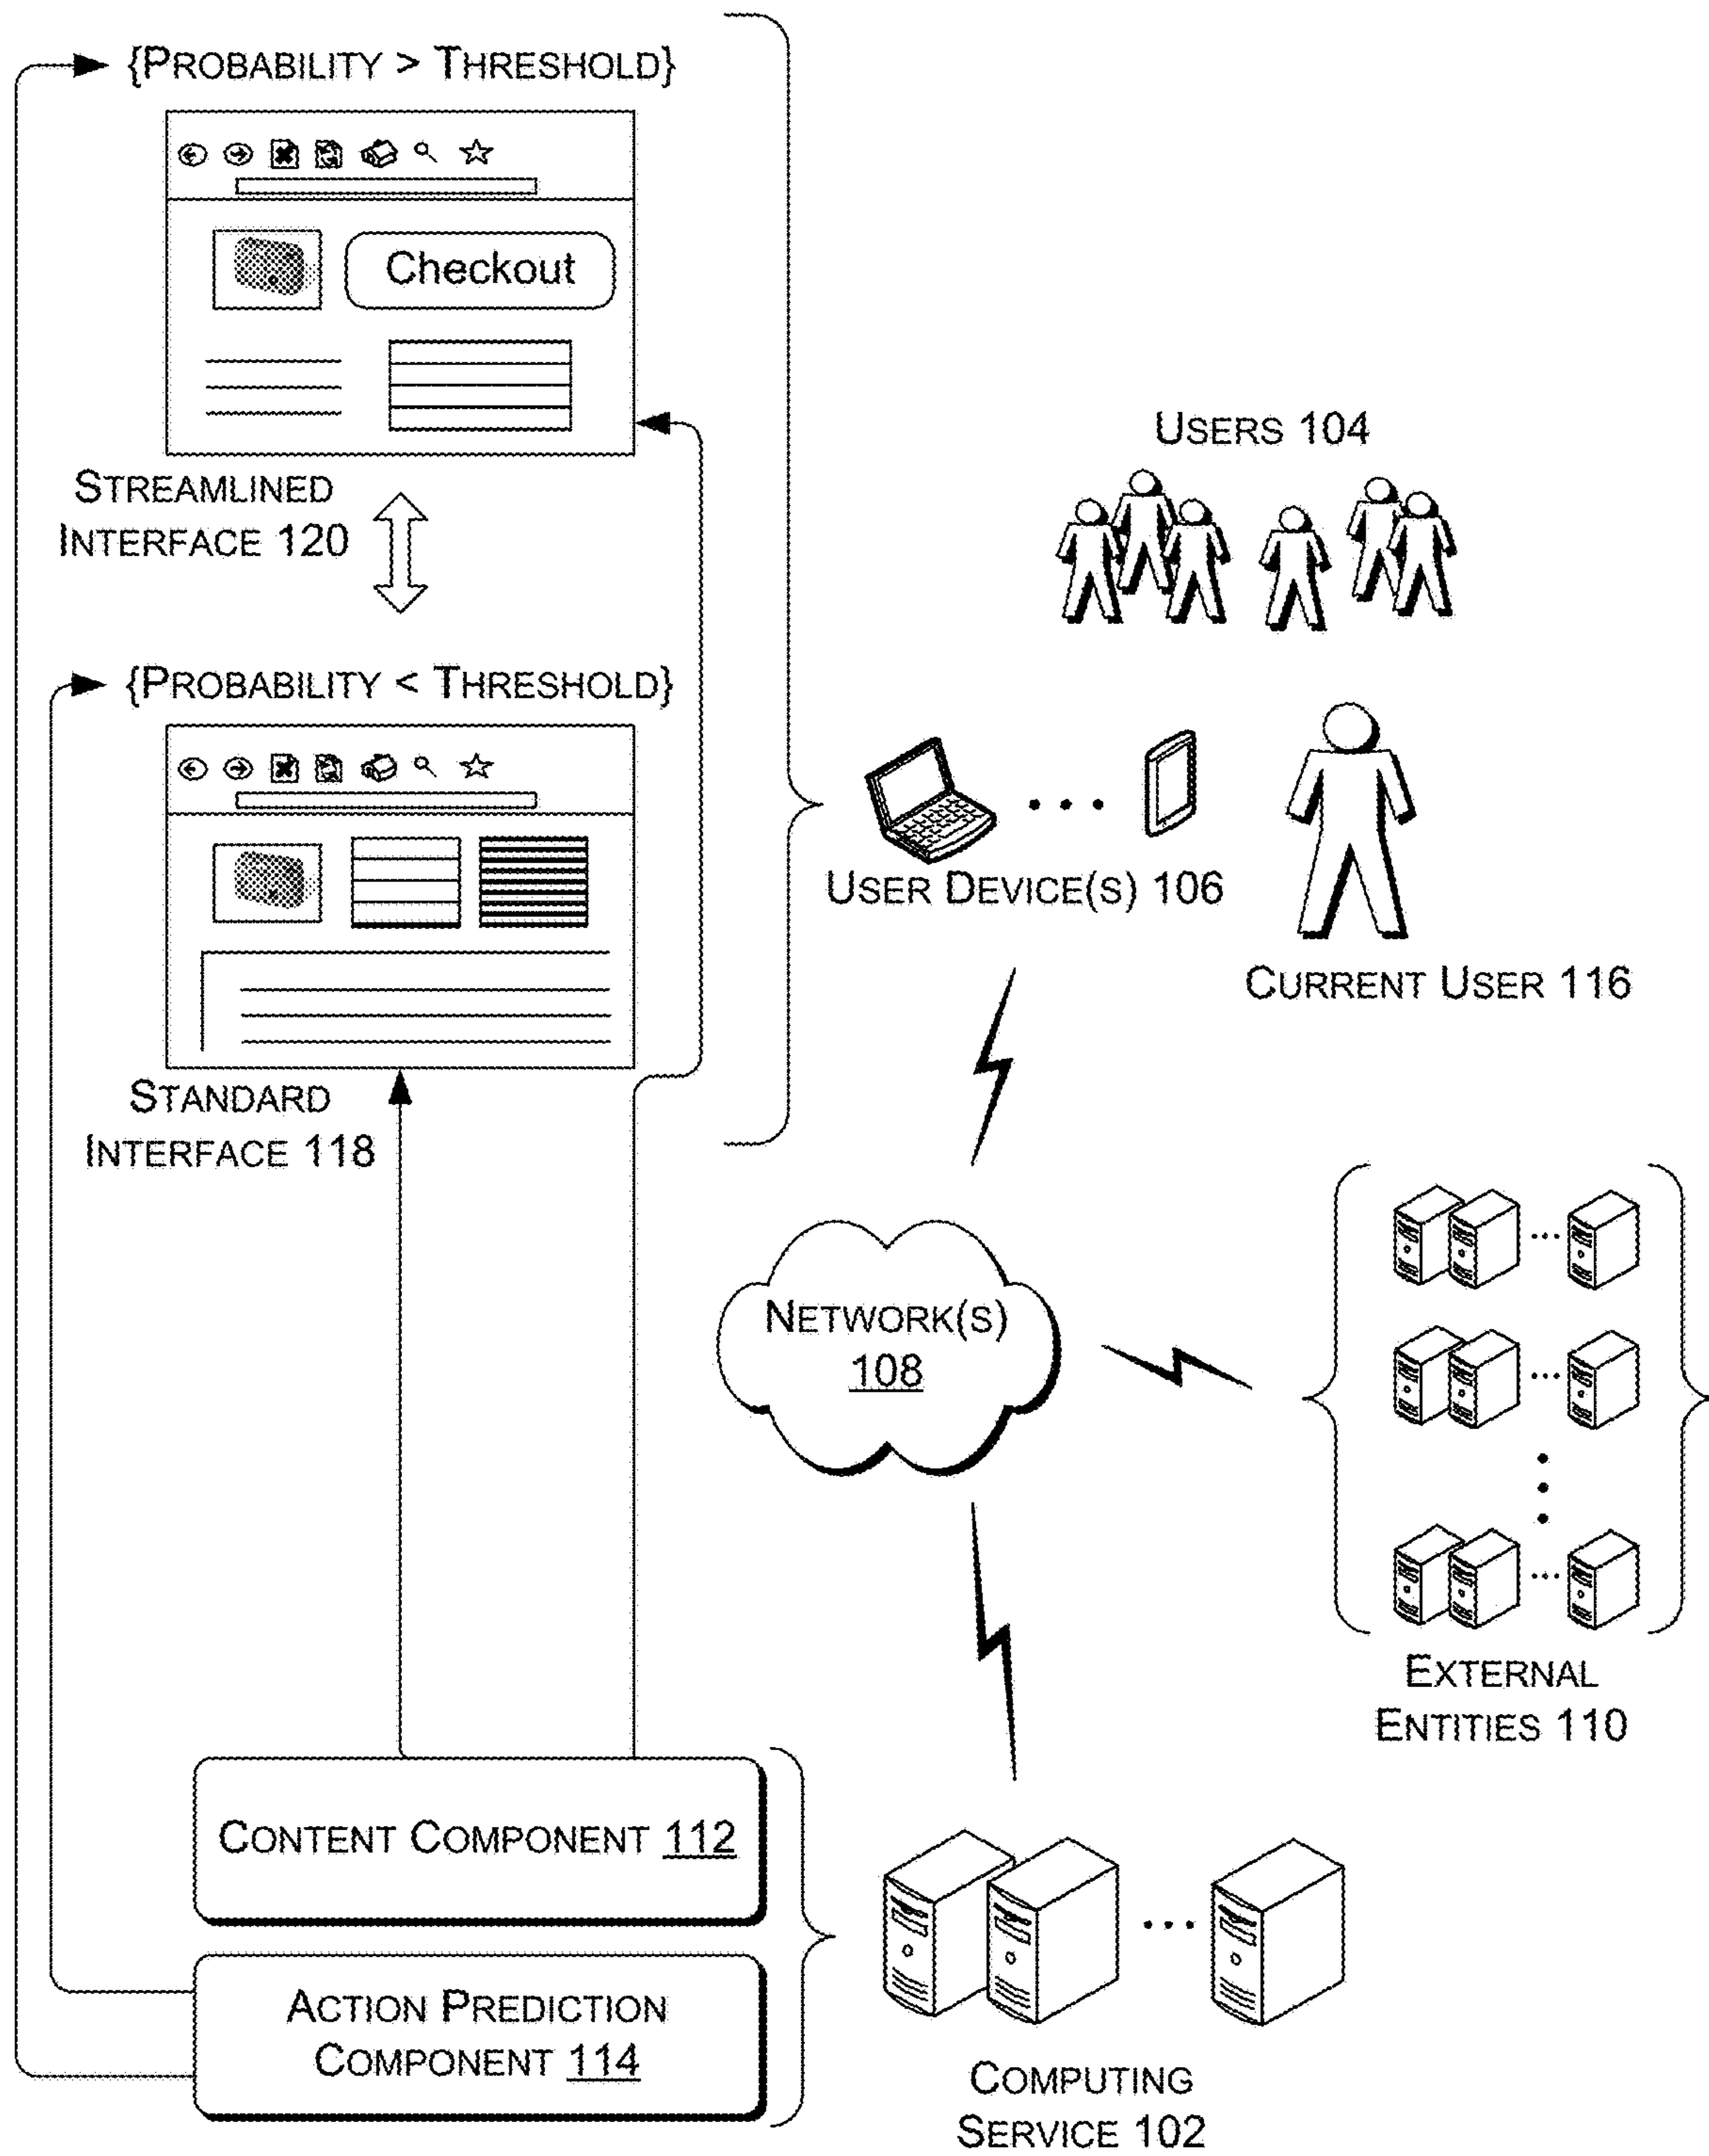 {PROBABILITY > THRESHOLD}
Checkout
STREAMLINED
INTERFACE 120
{PROBABILITY < THRESHOLD}
STANDARD
INTERFACE 118
USERS 104
USER DEVICE(S) 106
CURRENT USER 116
NETWORK(S)
108
EXTERNAL
ENTITIES 110
CONTENT COMPONENT 112
ACTION PREDICTION
COMPONENT 114
COMPUTING
SERVICE 102